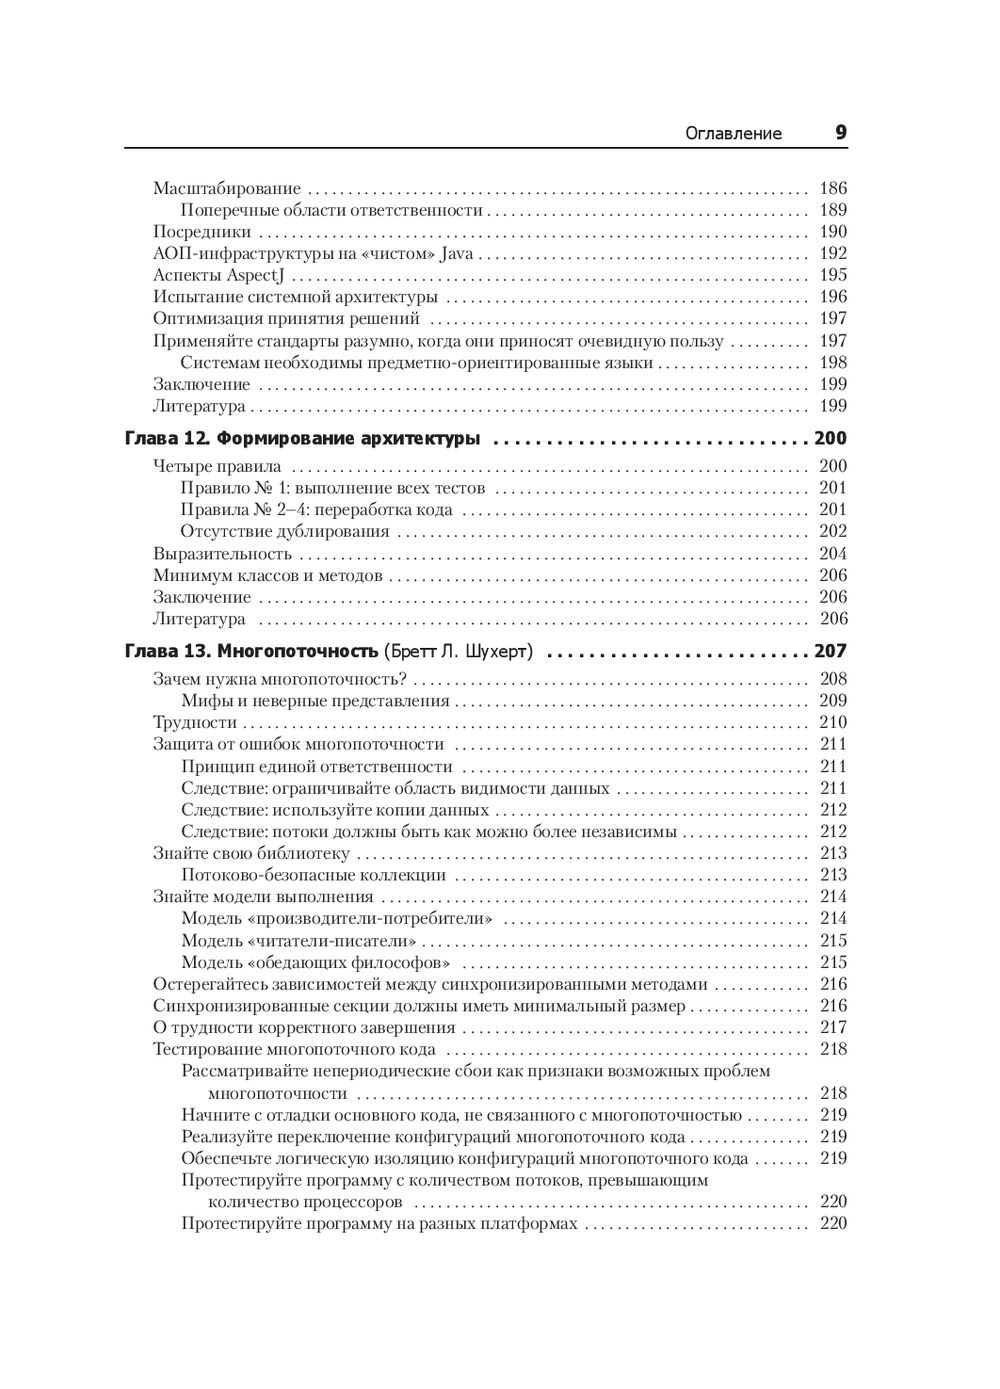 Оглавление 9
Масштабирование . . . . . . . . . . 186
Поперечные области ответственности . . . . . . . . . . 189
Посредники . . . . . . . . . . 190
АОП-инфраструктуры на «чистом» Java . . . . . . . . . . 192
Аспекты AspectJ . . . . . . . . . . 195
Испытание системной архитектуры . . . . . . . . . . 196
Оптимизация принятия решений . . . . . . . . . . 197
Применяйте стандарты разумно, когда они приносят очевидную пользу . . . . . . . . . . 197
Системам необходимы предметно-ориентированные языки . . . . . . . . . . 198
Заключение . . . . . . . . . . 199
Литература . . . . . . . . . . 199
Глава 12. Формирование архитектуры . . . . . . . . . . 200
Четыре правила . . . . . . . . . . 200
Правило № 1: выполнение всех тестов . . . . . . . . . . 201
Правила № 2–4: переработка кода . . . . . . . . . . 201
Отсутствие дублирования . . . . . . . . . . 202
Выразительность . . . . . . . . . . 204
Минимум классов и методов . . . . . . . . . . 206
Заключение . . . . . . . . . . 206
Литература . . . . . . . . . . 206
Глава 13. Многопоточность (Бретт Л. Шухерт) . . . . . . . . . . 207
Зачем нужна многопоточность? . . . . . . . . . . 208
Мифы и неверные представления . . . . . . . . . . 209
Трудности . . . . . . . . . . 210
Защита от ошибок многопоточности . . . . . . . . . . 211
Принцип единой ответственности . . . . . . . . . . 211
Следствие: ограничивайте область видимости данных . . . . . . . . . . 211
Следствие: используйте копии данных . . . . . . . . . . 212
Следствие: потоки должны быть как можно более независимы . . . . . . . . . . 212
Знайте свою библиотеку . . . . . . . . . . 213
Потоково-безопасные коллекции . . . . . . . . . . 213
Знайте модели выполнения . . . . . . . . . . 214
Модель «производители-потребители» . . . . . . . . . . 214
Модель «читатели-писатели» . . . . . . . . . . 215
Модель «обедающих философов» . . . . . . . . . . 215
Остерегайтесь зависимостей между синхронизированными методами . . . . . . . . . . 216
Синхронизированные секции должны иметь минимальный размер . . . . . . . . . . 216
О трудности корректного завершения . . . . . . . . . . 217
Тестирование многопоточного кода . . . . . . . . . . 218
Рассматривайте непериодические сбои как признаки возможных проблем
многопоточности . . . . . . . . . . 218
Начните с отладки основного кода, не связанного с многопоточностью . . . . . . . . 219
Реализуйте переключение конфигураций многопоточного кода . . . . . . . . . . 219
Обеспечьте логическую изоляцию конфигураций многопоточного кода . . . . . . . 219
Протестируйте программу с количеством потоков, превышающим
количество процессоров . . . . . . . . . . 220
Протестируйте программу на разных платформах . . . . . . . . . . 220